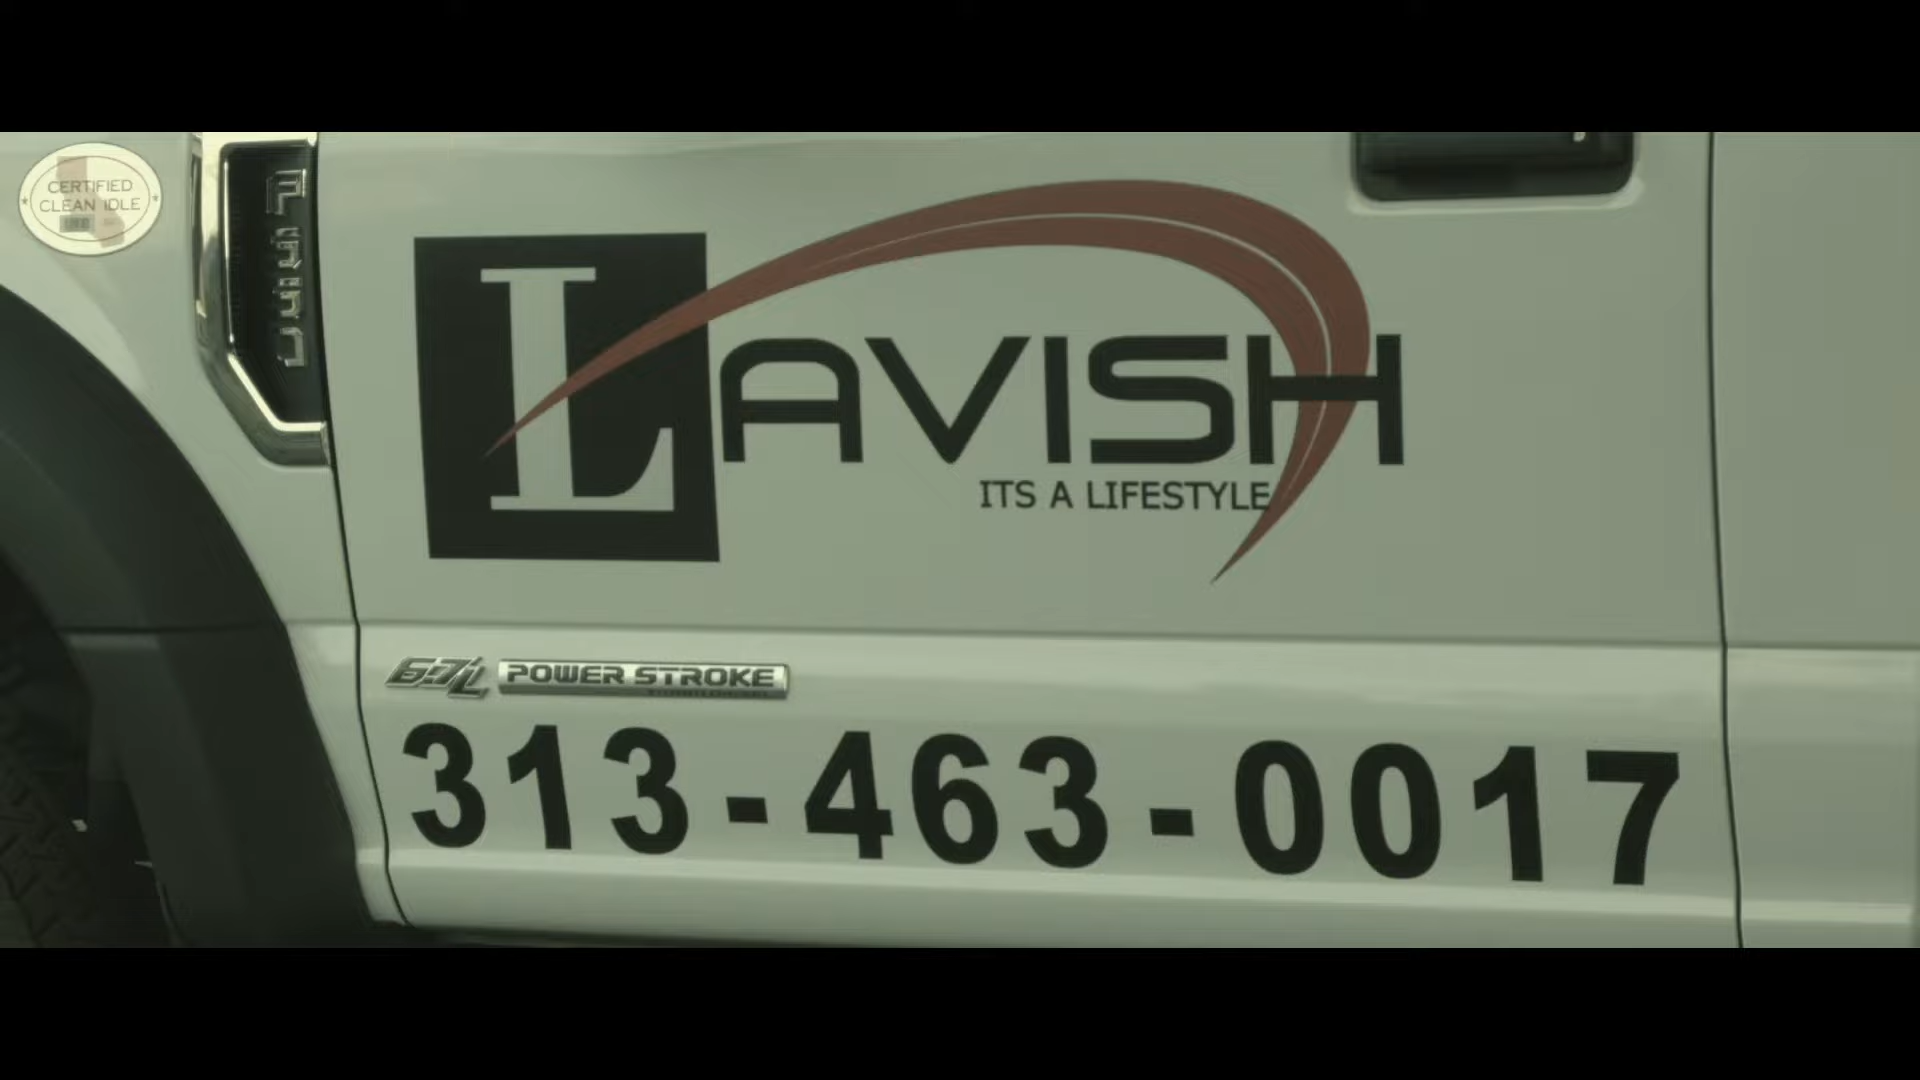 CERTIFIED
CLEAN IDLE
LAVISH
ITS A LIFESTYLE
6.7L POWER STROKE
313-463-0017